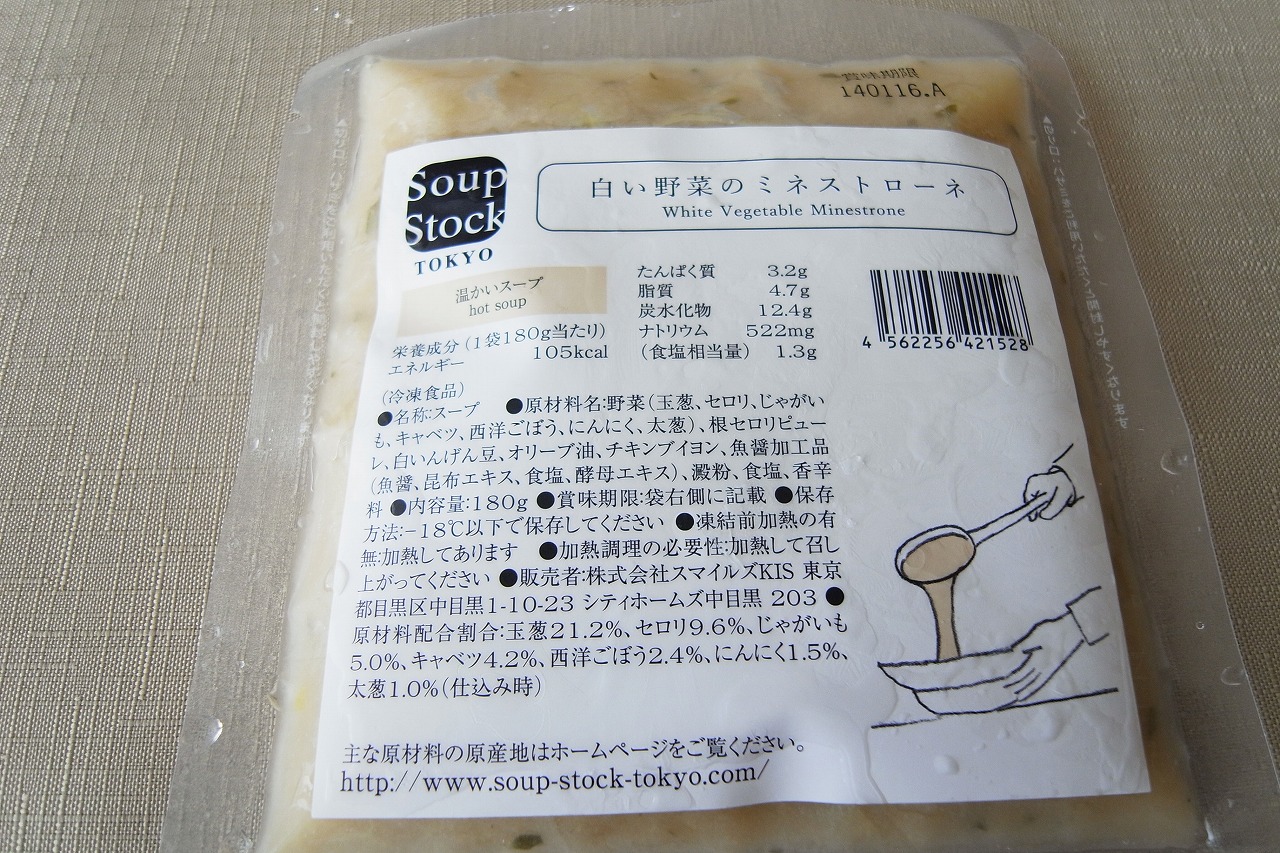 賞味期限
140116.A
Soup
Stock
TOKYO
白い野菜のミネストローネ
White Vegetable Minestrone
温かいスープ
hot soup
栄養成分(1袋180g当たり)
エネルギー 105kcal
たんぱく質 3.2g
脂質 4.7g
炭水化物 12.4g
ナトリウム 522mg
(食塩相当量) 1.3g
4 562256 421528
(冷凍食品)
●名称:スープ ●原材料名:野菜(玉葱、セロリ、じゃがい
も、キャベツ、西洋ごぼう、にんにく、太葱)、根セロリピュー
レ、白いんげん豆、オリーブ油、チキンブイヨン、魚醤加工品
(魚醤、昆布エキス、食塩、酵母エキス)、澱粉、食塩、香辛
料 ●内容量:180g ●賞味期限:袋右側に記載 ●保存
方法:−18℃以下で保存してください ●凍結前加熱の有
無:加熱してあります ●加熱調理の必要性:加熱して召し
上がってください ●販売者:株式会社スマイルズKIS 東京
都目黒区中目黒1-10-23 シティホームズ中目黒 203 ●
原材料配合割合:玉葱21.2%、セロリ9.6%、じゃがいも
5.0%、キャベツ4.2%、西洋ごぼう2.4%、にんにく1.5%、
太葱1.0%(仕込み時)
主な原材料の原産地はホームページをご覧ください。
http://www.soup-stock-tokyo.com/